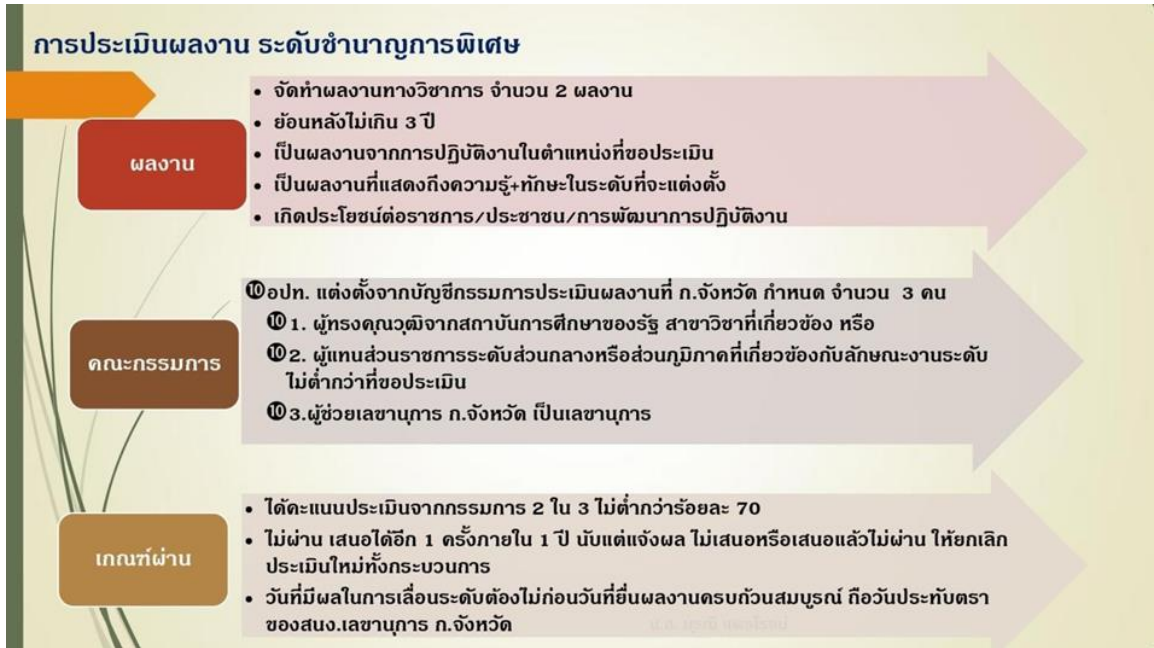 การประเมินผลงาน ระดับชำนาญการพิเศษ
ผลงาน
• จัดทำผลงานทางวิชาการ จำนวน 2 ผลงาน
• ย้อนหลังไม่เกิน 3 ปี
• เป็นผลงานจากการปฏิบัติงานในตำแหน่งที่ขอประเมิน
• เป็นผลงานที่แสดงถึงความรู้+ทักษะในระดับที่จะแต่งตั้ง
• เกิดประโยชน์ต่อราชการ/ประชาชน/การพัฒนาการปฏิบัติงาน
คณะกรรมการ
❿อปท. แต่งตั้งจากบัญชีกรรมการประเมินผลงานที่ ก.จังหวัด กำหนด จำนวน 3 คน
❿1. ผู้ทรงคุณวุฒิจากสถาบันการศึกษาของรัฐ สาขาวิชาที่เกี่ยวข้อง หรือ
❿2. ผู้แทนส่วนราชการระดับส่วนกลางหรือส่วนภูมิภาคที่เกี่ยวข้องกับลักษณะงานระดับ
ไม่ต่ำกว่าที่ขอประเมิน
❿3.ผู้ช่วยเลขานุการ ก.จังหวัด เป็นเลขานุการ
เกณฑ์ผ่าน
• ได้คะแนนประเมินจากกรรมการ 2 ใน 3 ไม่ต่ำกว่าร้อยละ 70
• ไม่ผ่าน เสนอได้อีก 1 ครั้งภายใน 1 ปี นับแต่แจ้งผล ไม่เสนอหรือเสนอแล้วไม่ผ่าน ให้ยกเลิก
ประเมินใหม่ทั้งกระบวนการ
• วันที่มีผลในการเลื่อนระดับต้องไม่ก่อนวันที่ยื่นผลงานครบถ้วนสมบูรณ์ ถือวันประทับตรา
ของสนง.เลขานุการ ก.จังหวัด